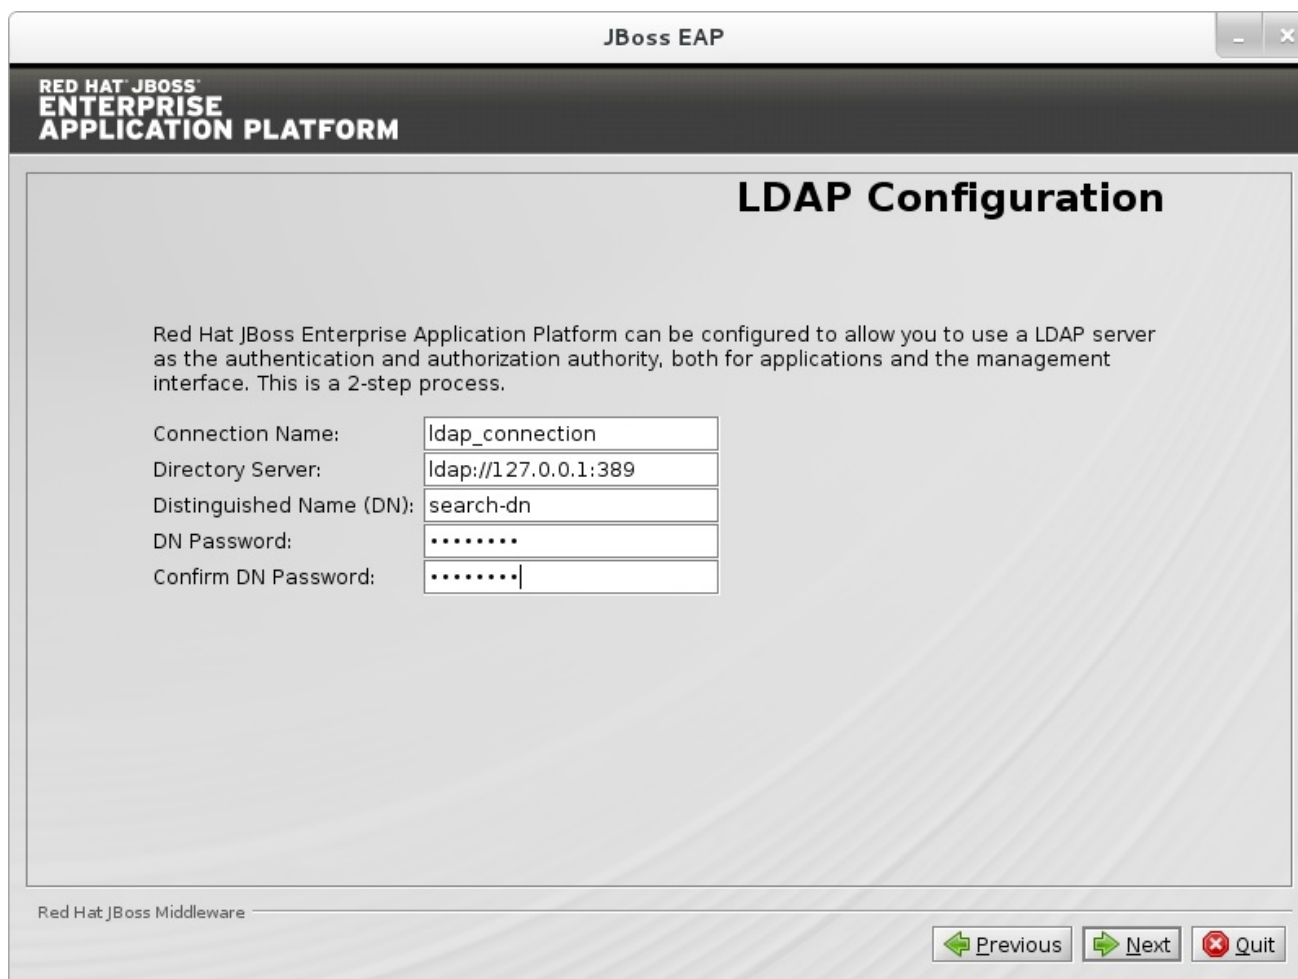 JBoss EAP
RED HAT JBOSS
ENTERPRISE
APPLICATION PLATFORM
LDAP Configuration
Red Hat JBoss Enterprise Application Platform can be configured to allow you to use a LDAP server
as the authentication and authorization authority, both for applications and the management
interface. This is a 2-step process.
Connection Name: ldap_connection
Directory Server: ldap://127.0.0.1:389
Distinguished Name (DN): search-dn
DN Password: ••••••••
Confirm DN Password: ••••••••
Red Hat JBoss Middleware
Previous Next Quit